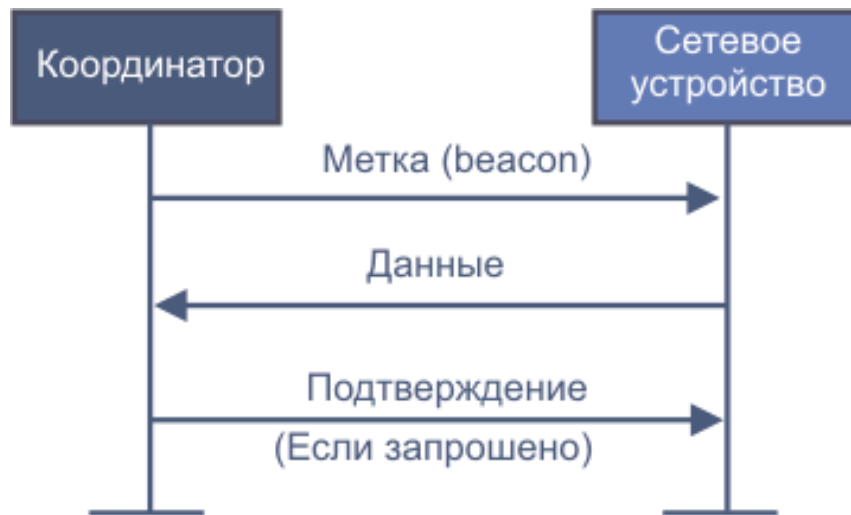 Координатор
Сетевое
устройство
Метка (beacon)
Данные
Подтверждение
(Если запрошено)